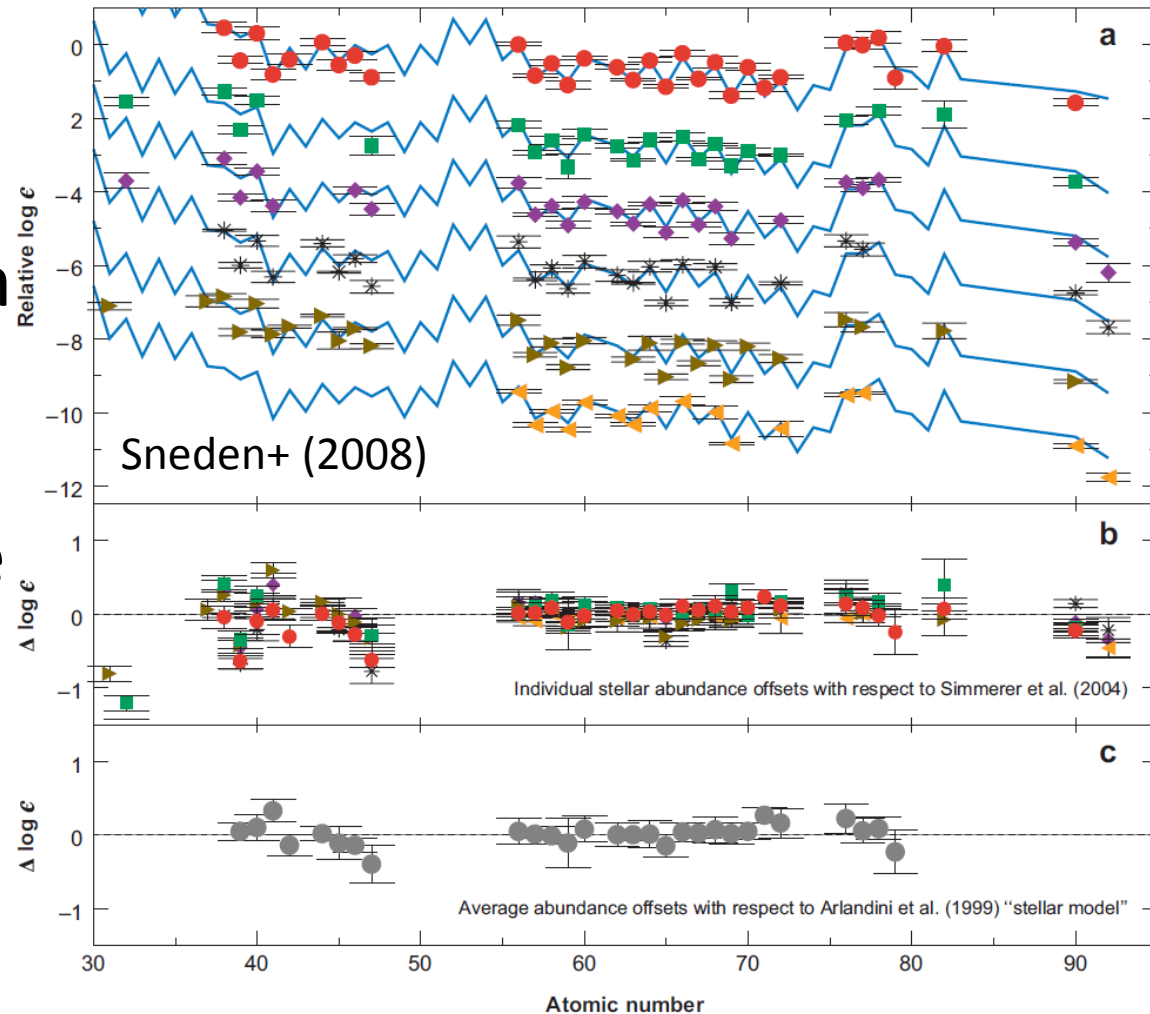 a
0
2
−4
−6
−8
−10
−12
Relative log ϵ
Sneden+ (2008)
b
1
0
−1
Δ log ϵ
Individual stellar abundance offsets with respect to Simmerer et al. (2004)
c
1
0
−1
Δ log ϵ
Average abundance offsets with respect to Arlandini et al. (1999) ‘‘stellar model’’
30 40 50 60 70 80 90
Atomic number